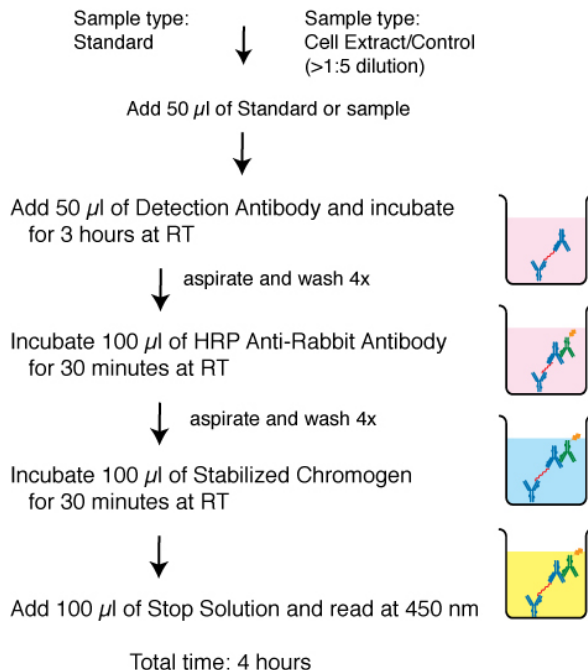 Sample type:
Standard
Sample type:
Cell Extract/Control
(>1:5 dilution)
Add 50 µl of Standard or sample
Add 50 µl of Detection Antibody and incubate
for 3 hours at RT
aspirate and wash 4x
Incubate 100 µl of HRP Anti-Rabbit Antibody
for 30 minutes at RT
aspirate and wash 4x
Incubate 100 µl of Stabilized Chromogen
for 30 minutes at RT
Add 100 µl of Stop Solution and read at 450 nm
Total time: 4 hours